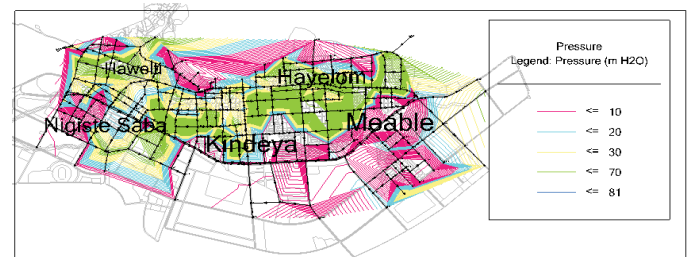 Pressure
Legend: Pressure (m H2O)
<= 10
<= 20
<= 30
<= 70
<= 81
Hawelti
Hayelom
Nigiste Saba
Meable
Kindeya